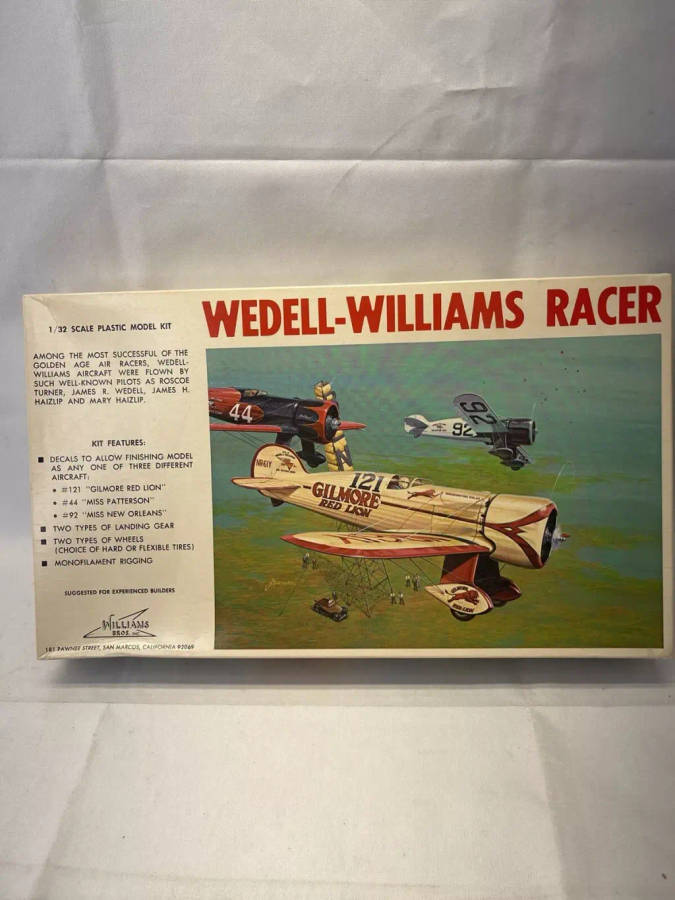 WEDELL-WILLIAMS RACER
1/32 SCALE PLASTIC MODEL KIT
AMONG THE MOST SUCCESSFUL OF THE
GOLDEN AGE AIR RACERS, WEDELL-
WILLIAMS AIRCRAFT WERE FLOWN BY
SUCH WELL-KNOWN PILOTS AS ROSCOE
TURNER, JAMES R. WEDELL, JAMES H.
HAIZLIP AND MARY HAIZLIP.
KIT FEATURES:
■ DECALS TO ALLOW FINISHING MODEL
AS ANY ONE OF THREE DIFFERENT
AIRCRAFT:
• #121 "GILMORE RED LION"
• #44 "MISS PATTERSON"
• #92 "MISS NEW ORLEANS"
■ TWO TYPES OF LANDING GEAR
■ TWO TYPES OF WHEELS
(CHOICE OF HARD OR FLEXIBLE TIRES)
■ MONOFILAMENT RIGGING
SUGGESTED FOR EXPERIENCED BUILDERS
WILLIAMS
BROS. INC.
181 PAWNEE STREET, SAN MARCOS, CALIFORNIA 92069
44
92
92
121
GILMORE
RED LION